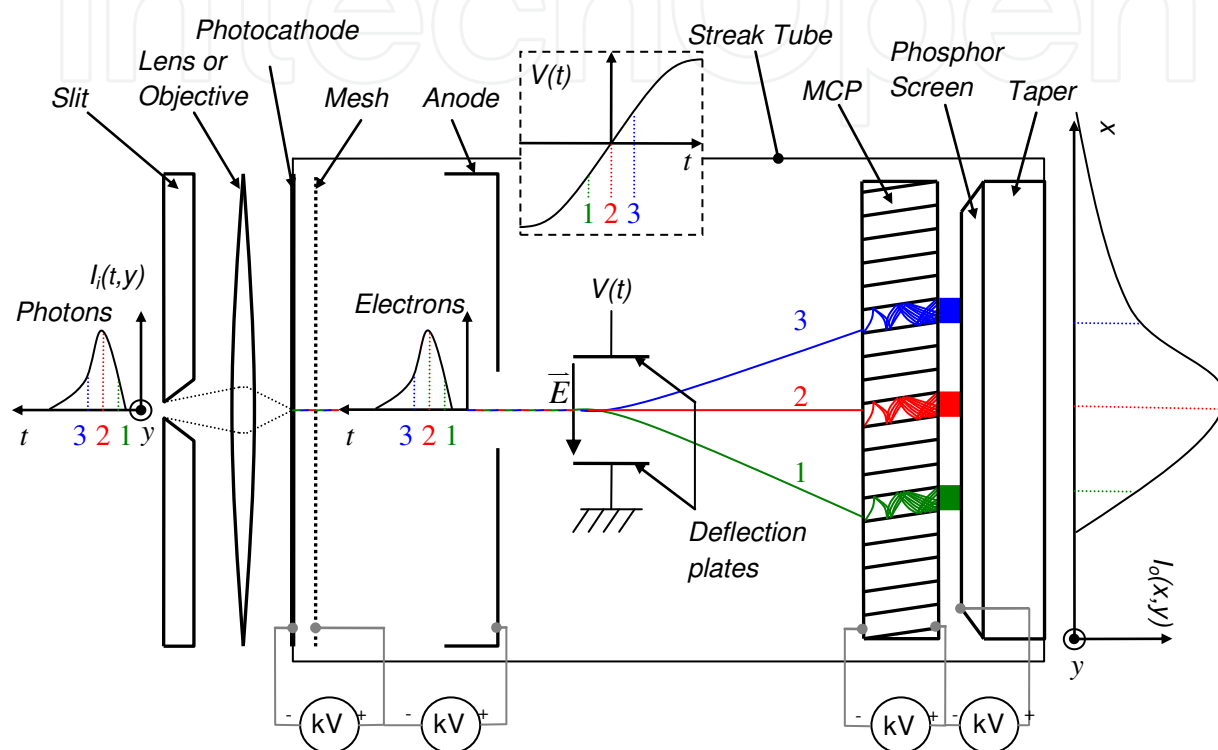 IntechOpen
Photocathode
Lens or
Objective
Slit
Mesh
Anode
V(t)
t
1 2 3
Streak Tube
Phosphor
Screen
MCP
Taper
x
I_i(t,y)
Photons
t
3 2 1
y
Electrons
t
3 2 1
V(t)
E
3
2
1
Deflection
plates
I_o(x,y)
y
- kV + - kV +
- kV + - kV +